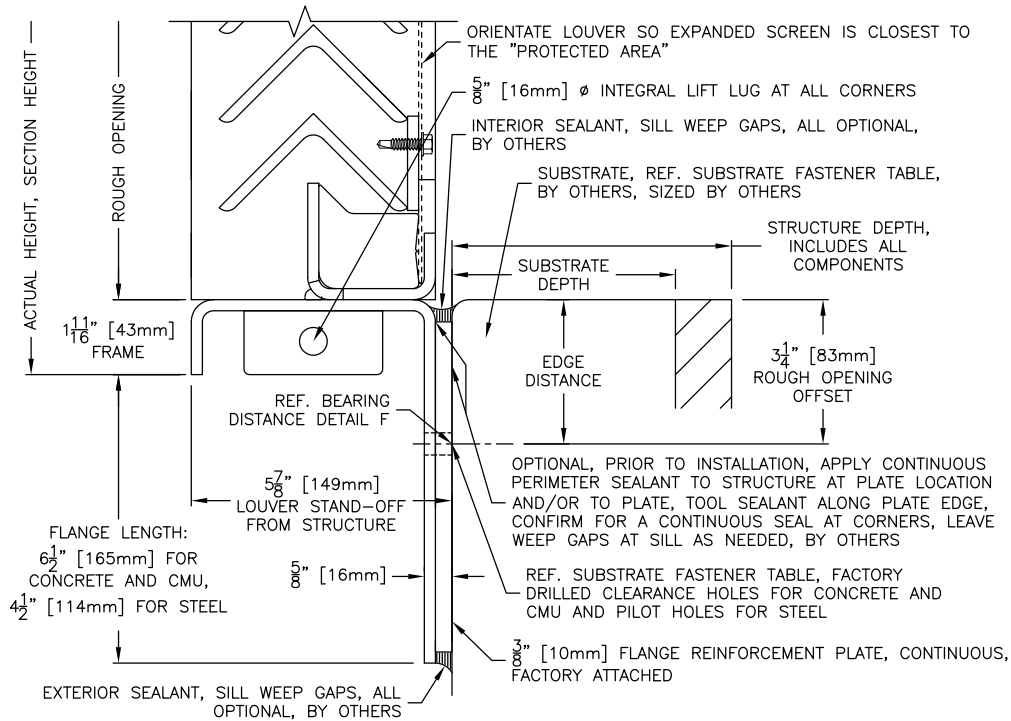 ORIENTATE LOUVER SO EXPANDED SCREEN IS CLOSEST TO
THE "PROTECTED AREA"
5/8" [16mm] ø INTEGRAL LIFT LUG AT ALL CORNERS
INTERIOR SEALANT, SILL WEEP GAPS, ALL OPTIONAL,
BY OTHERS
SUBSTRATE, REF. SUBSTRATE FASTENER TABLE,
BY OTHERS, SIZED BY OTHERS
STRUCTURE DEPTH,
INCLUDES ALL
COMPONENTS
SUBSTRATE
DEPTH
ACTUAL HEIGHT, SECTION HEIGHT
ROUGH OPENING
1 11/16" [43mm]
FRAME
EDGE
DISTANCE
3 1/4" [83mm]
ROUGH OPENING
OFFSET
REF. BEARING
DISTANCE DETAIL F
5 7/8" [149mm]
LOUVER STAND-OFF
FROM STRUCTURE
OPTIONAL, PRIOR TO INSTALLATION, APPLY CONTINUOUS
PERIMETER SEALANT TO STRUCTURE AT PLATE LOCATION
AND/OR TO PLATE, TOOL SEALANT ALONG PLATE EDGE,
CONFIRM FOR A CONTINUOUS SEAL AT CORNERS, LEAVE
WEEP GAPS AT SILL AS NEEDED, BY OTHERS
FLANGE LENGTH:
6 1/2" [165mm] FOR
CONCRETE AND CMU,
4 1/2" [114mm] FOR STEEL
5/8" [16mm]
REF. SUBSTRATE FASTENER TABLE, FACTORY
DRILLED CLEARANCE HOLES FOR CONCRETE AND
CMU AND PILOT HOLES FOR STEEL
3/8" [10mm] FLANGE REINFORCEMENT PLATE, CONTINUOUS,
FACTORY ATTACHED
EXTERIOR SEALANT, SILL WEEP GAPS, ALL
OPTIONAL, BY OTHERS